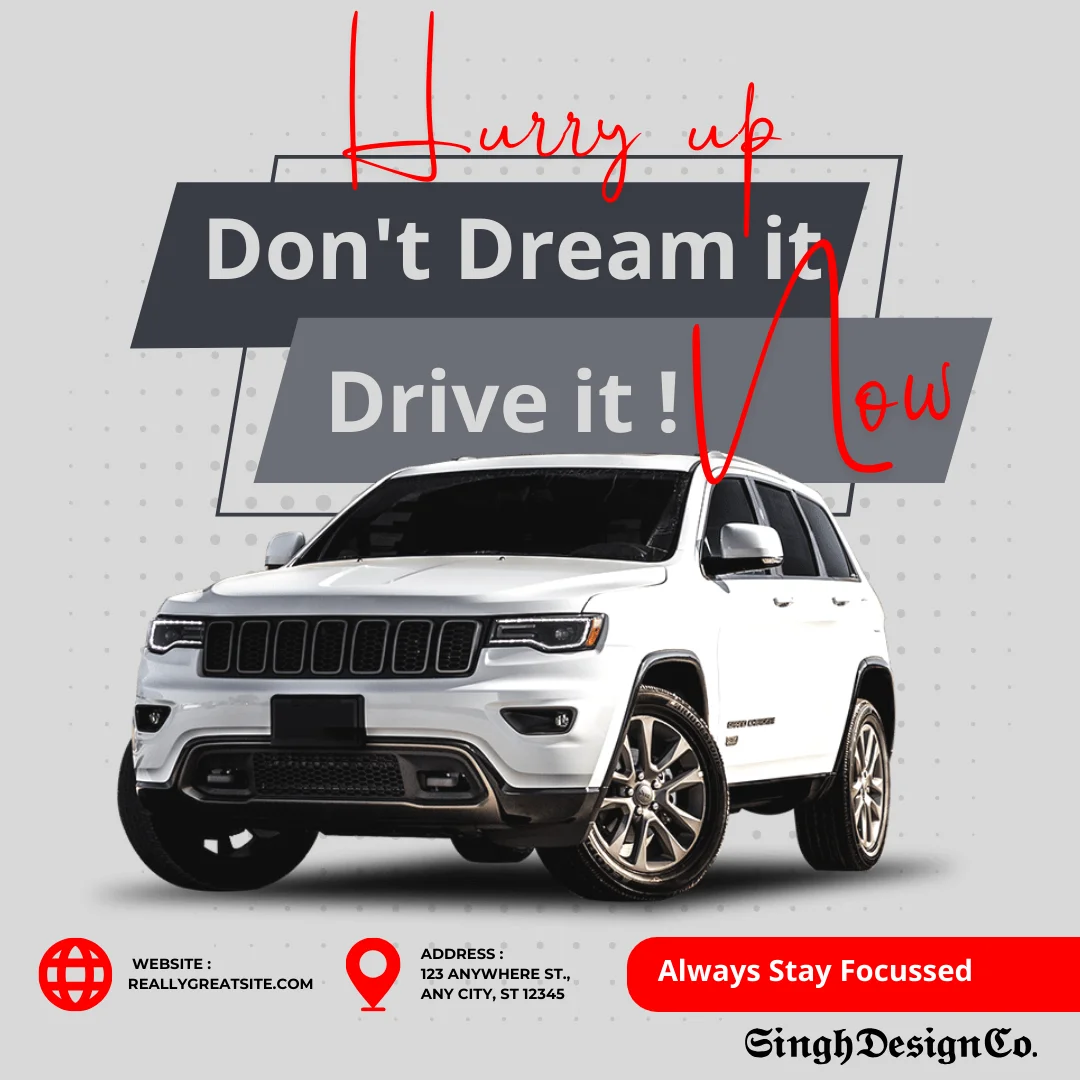 Hurry up
Don't Dream it
Drive it ! Now
WEBSITE :
REALLYGREATSITE.COM
ADDRESS :
123 ANYWHERE ST.,
ANY CITY, ST 12345
Always Stay Focussed
SinghDesignCo.